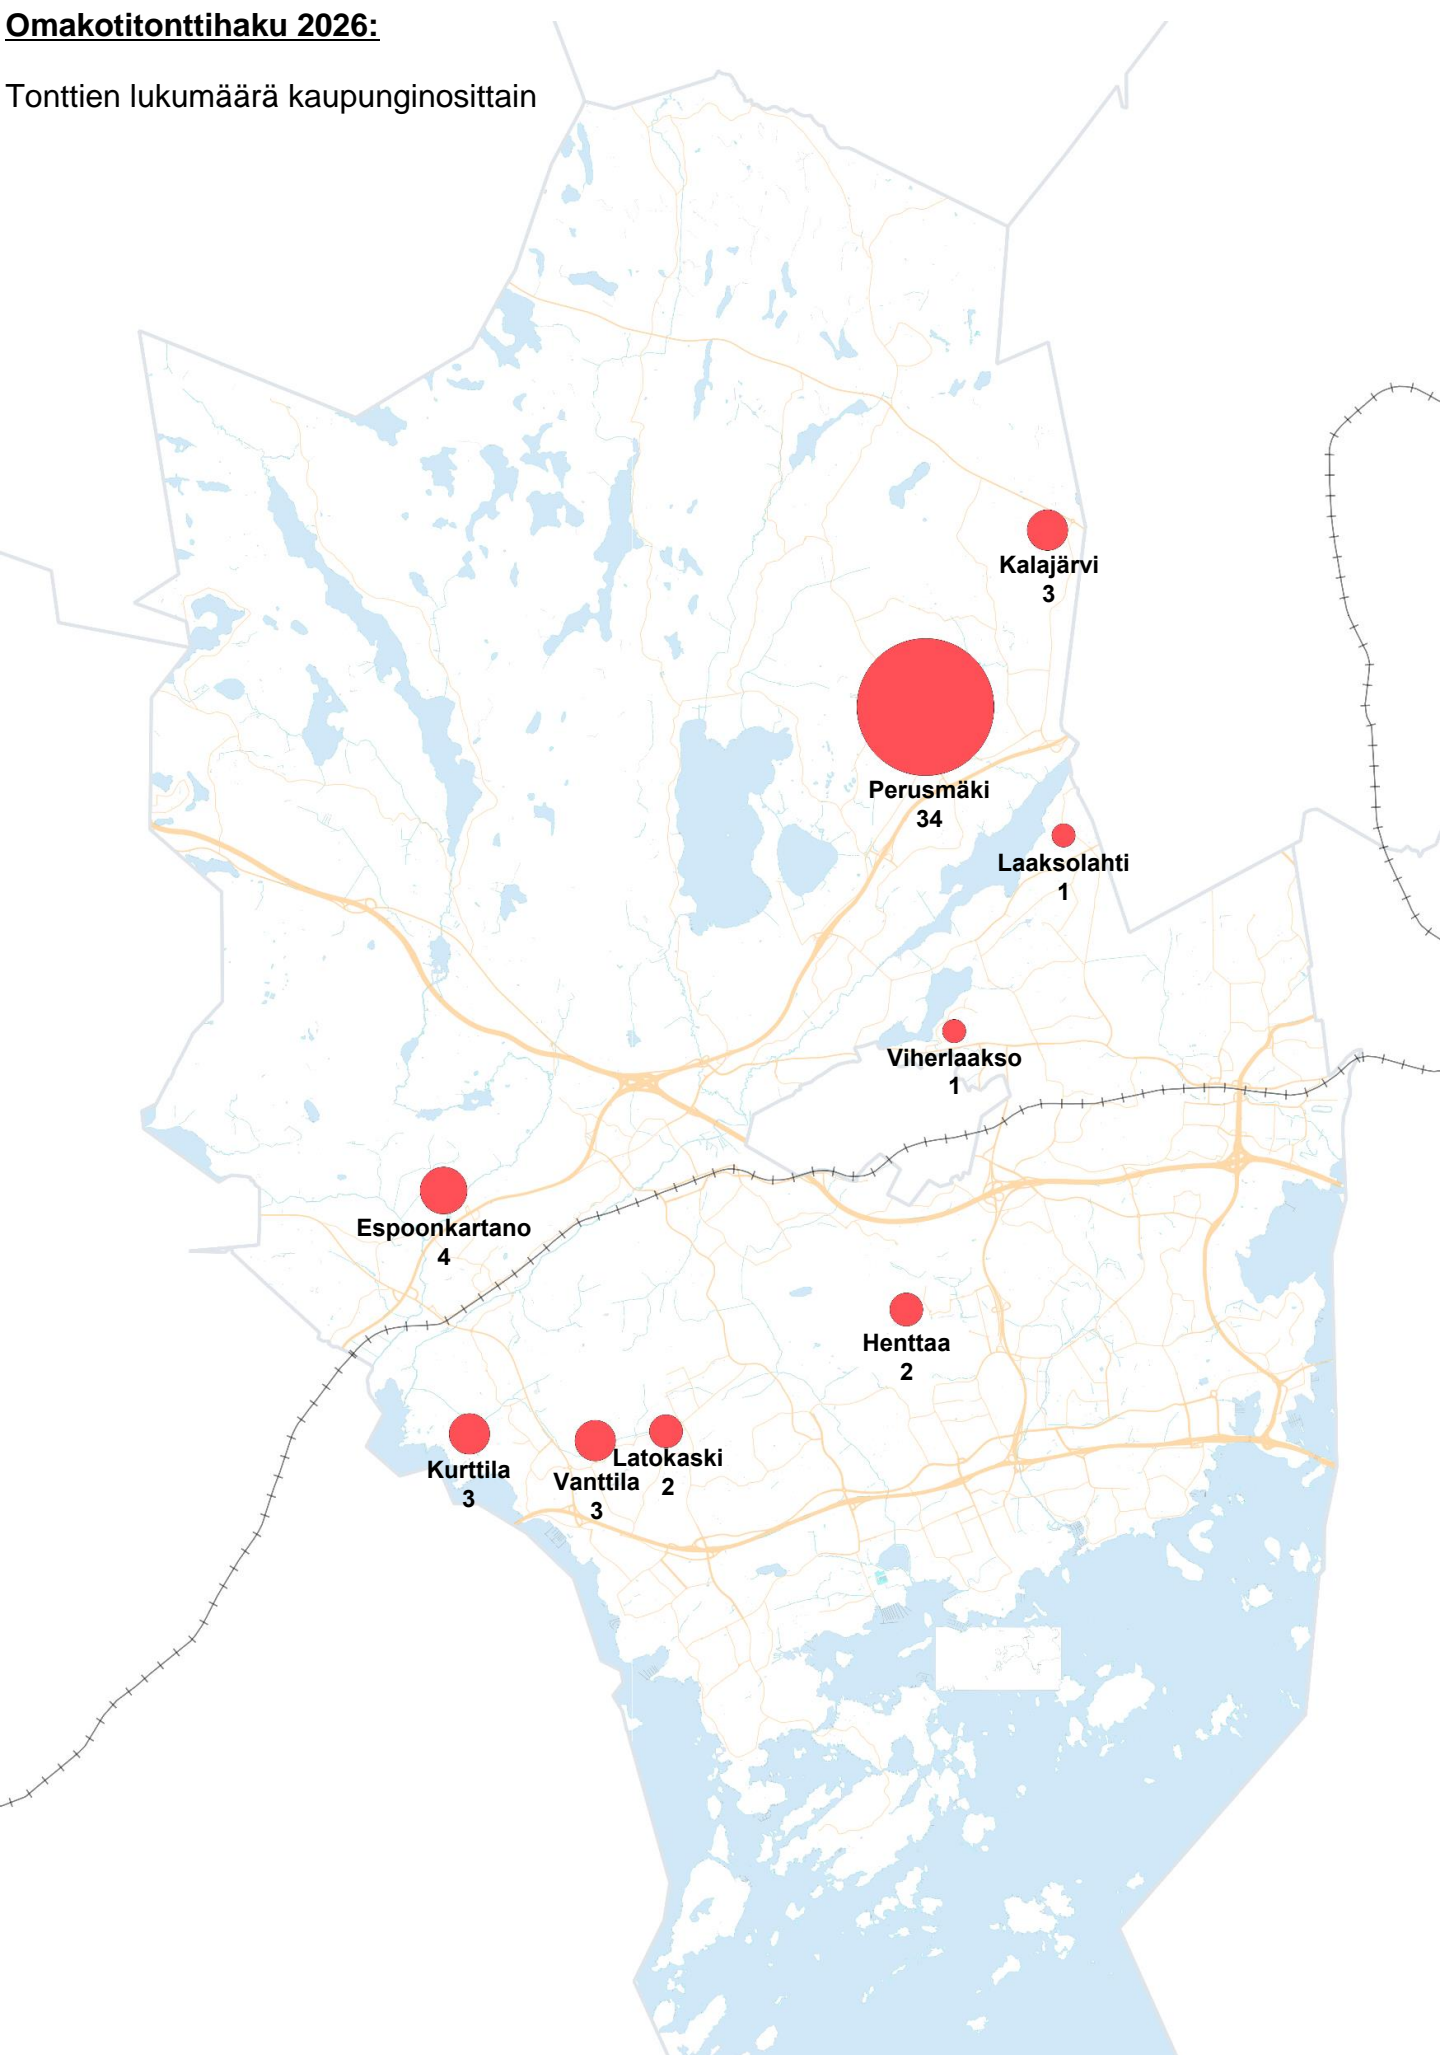 Omakotitonttihaku 2026:
Tonttien lukumäärä kaupunginosittain
Kalajärvi
3
Perusmäki
34
Laaksolahti
1
Viherlaakso
1
Espoonkartano
4
Henttaa
2
Kurttila
3
Vanttila
3
Latokaski
2